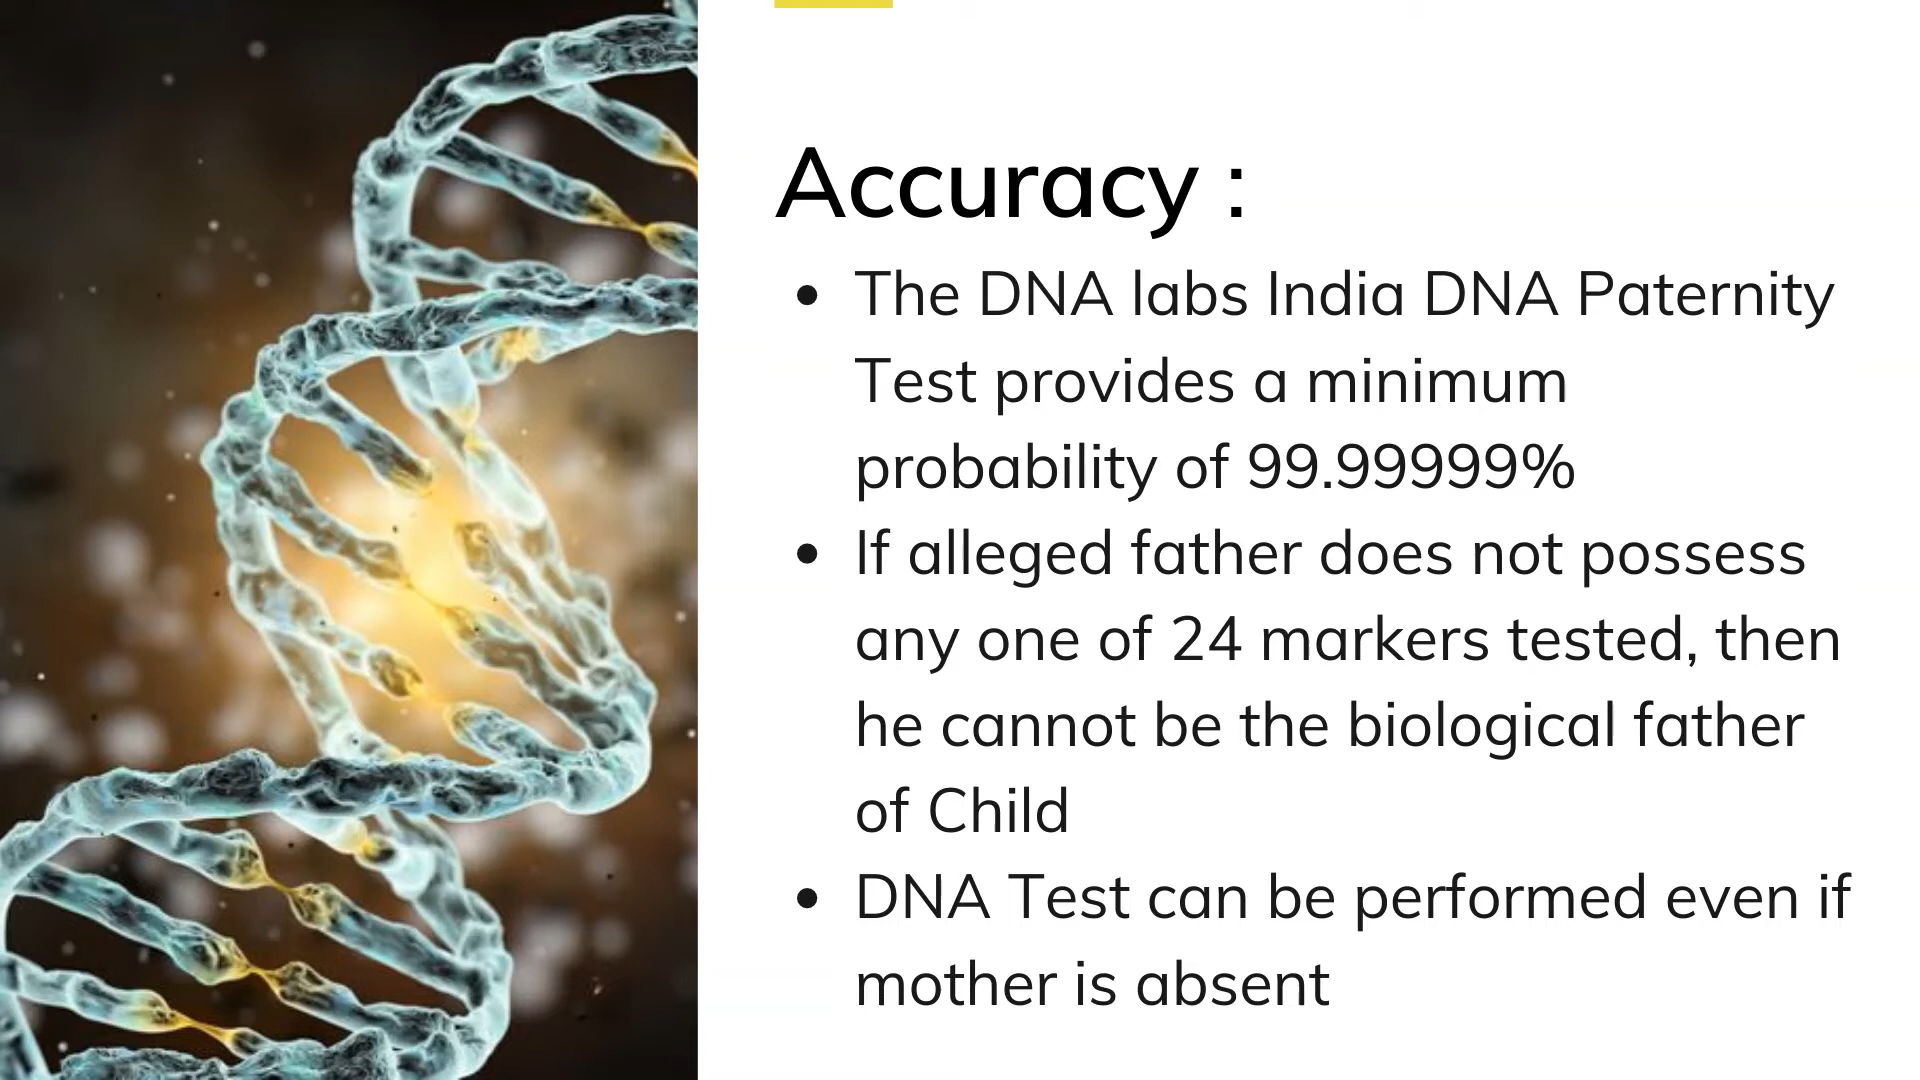 Accuracy :
• The DNA labs India DNA Paternity
Test provides a minimum
probability of 99.99999%
• If alleged father does not possess
any one of 24 markers tested, then
he cannot be the biological father
of Child
• DNA Test can be performed even if
mother is absent